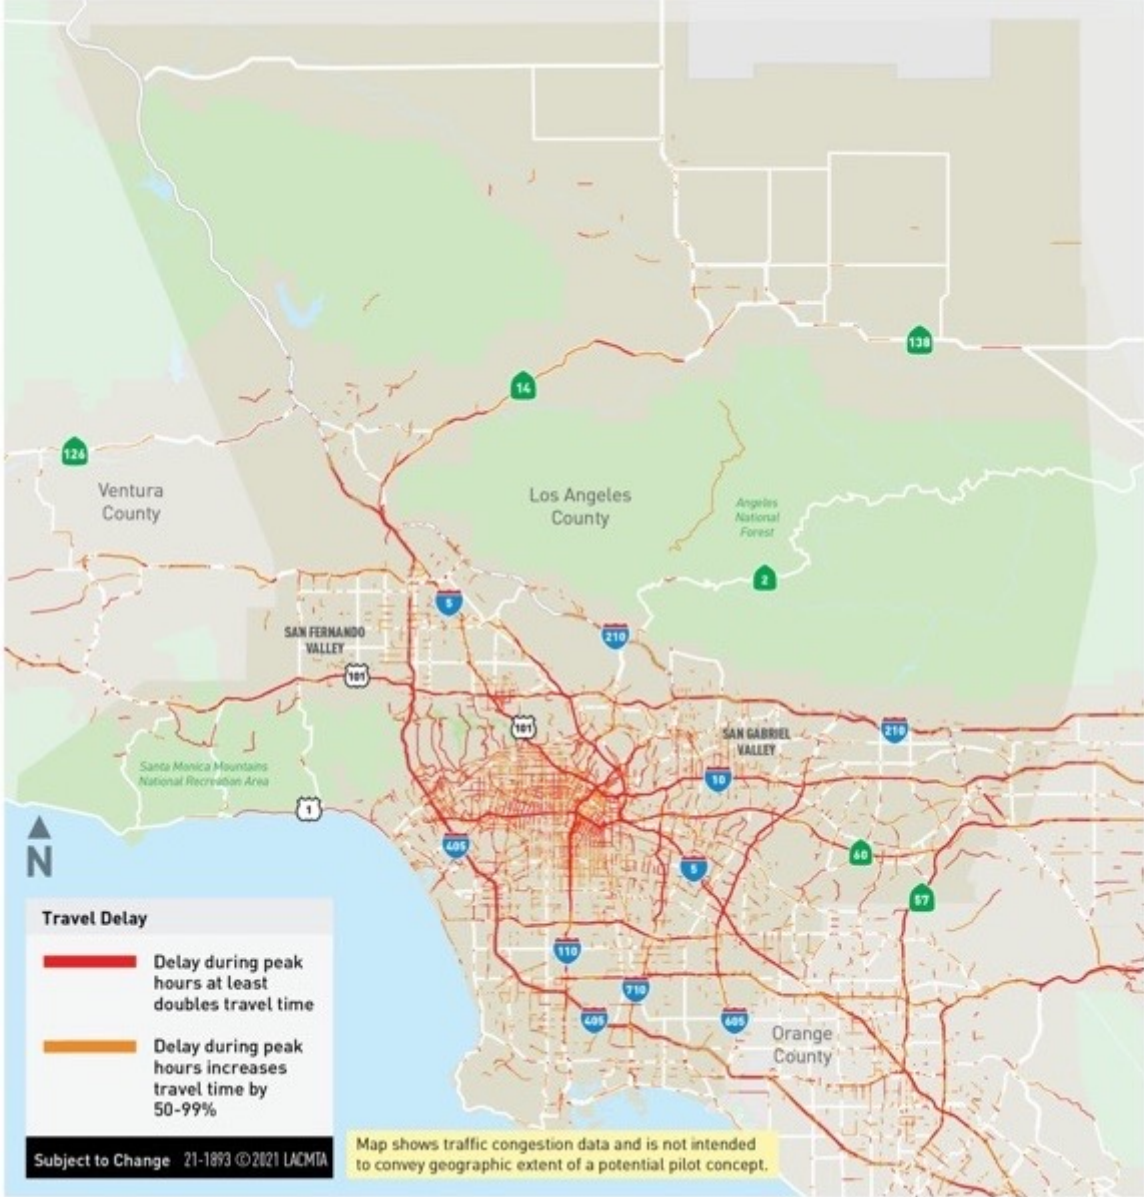 138
14
126
Ventura
County
Los Angeles
County
Angeles
National
Forest
2
5
210
SAN FERNANDO
VALLEY
101
101
SAN GABRIEL
VALLEY
210
Santa Monica Mountains
National Recreation Area
10
1
N
405
60
5
57
110
710
405
605
Orange
County
Travel Delay
Delay during peak
hours at least
doubles travel time
Delay during peak
hours increases
travel time by
50-99%
Subject to Change 21-1893 ©2021 LACMTA
Map shows traffic congestion data and is not intended
to convey geographic extent of a potential pilot concept.